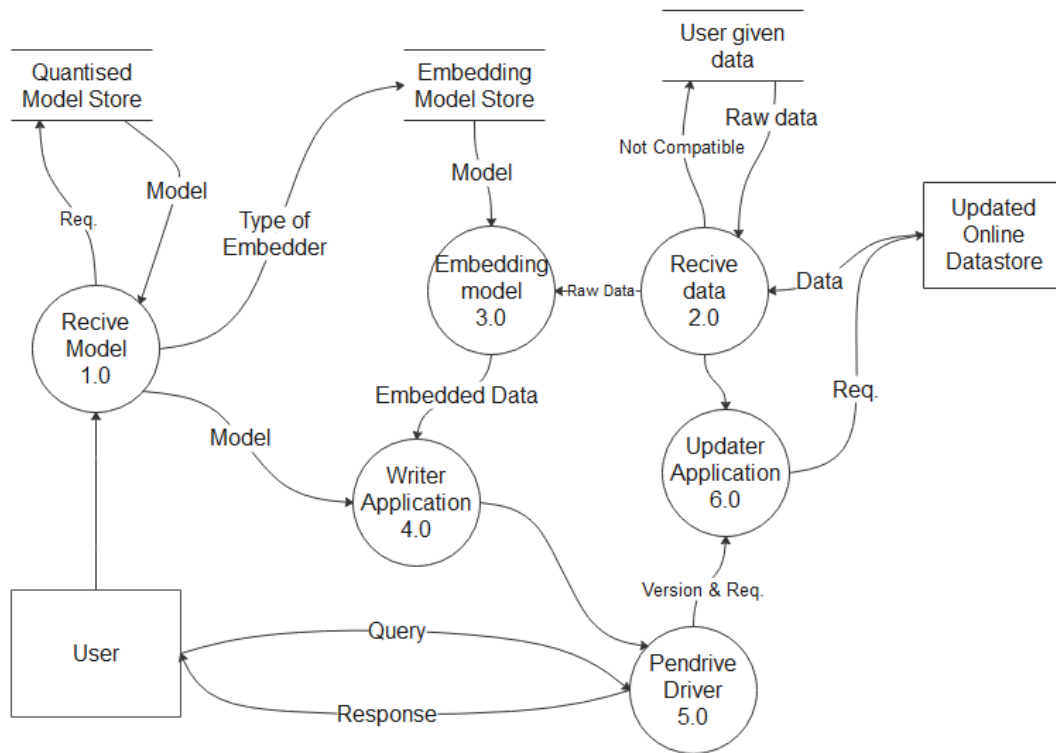 Quantised
Model Store
Embedding
Model Store
User given
data
Raw data
Not Compatible
Model
Model
Req.
Type of
Embedder
Updated
Online
Datastore
Embedding
model
3.0
Raw Data
Recive
data
2.0
Data
Recive
Model
1.0
Embedded Data
Req.
Model
Writer
Application
4.0
Updater
Application
6.0
Version & Req.
User
Query
Pendrive
Driver
5.0
Response